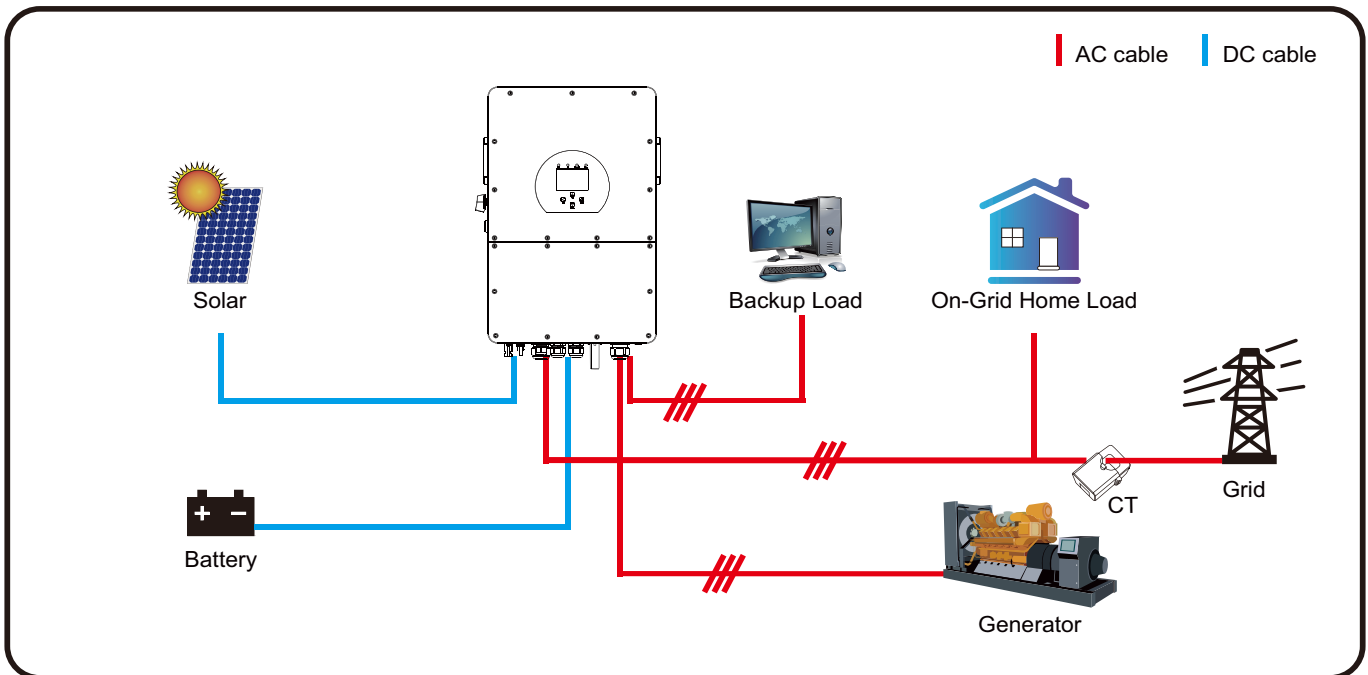 AC cable
DC cable
Solar
Backup Load
On-Grid Home Load
CT
Grid
+ −
Battery
Generator